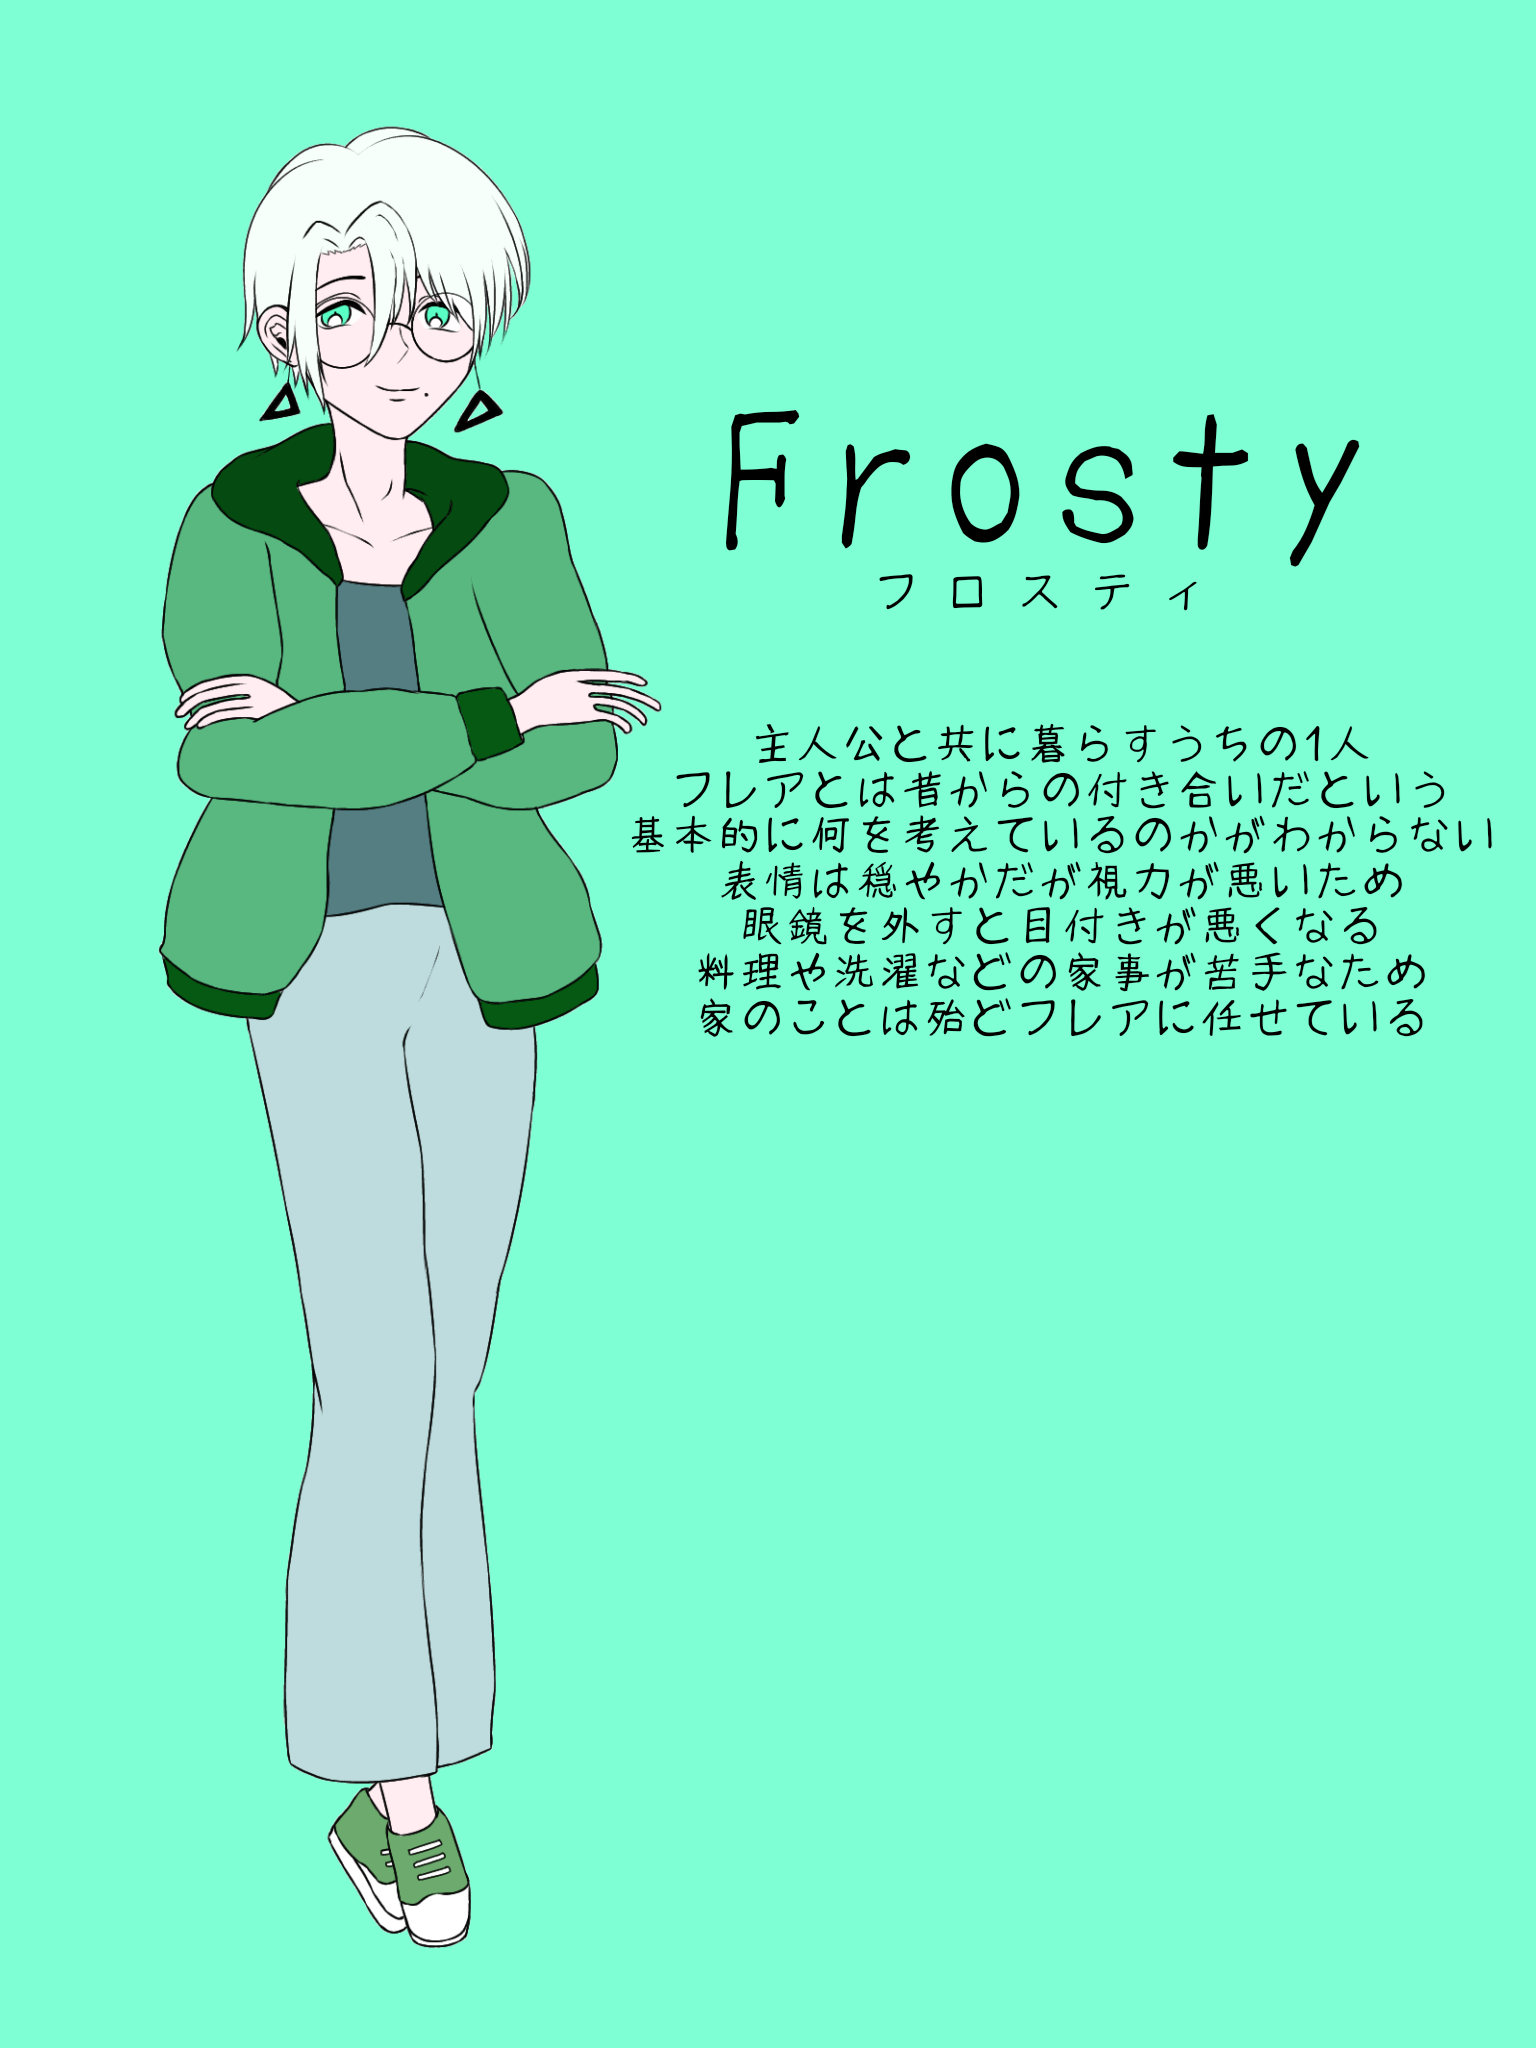 Frosty
フロスティ
主人公と共に暮らすうちの1人
フレアとは昔からの付き合いだという
基本的に何を考えているのかがわからない
表情は穏やかだが視力が悪いため
眼鏡を外すと目付きが悪くなる
料理や洗濯などの家事が苦手なため
家のことは殆どフレアに任せている